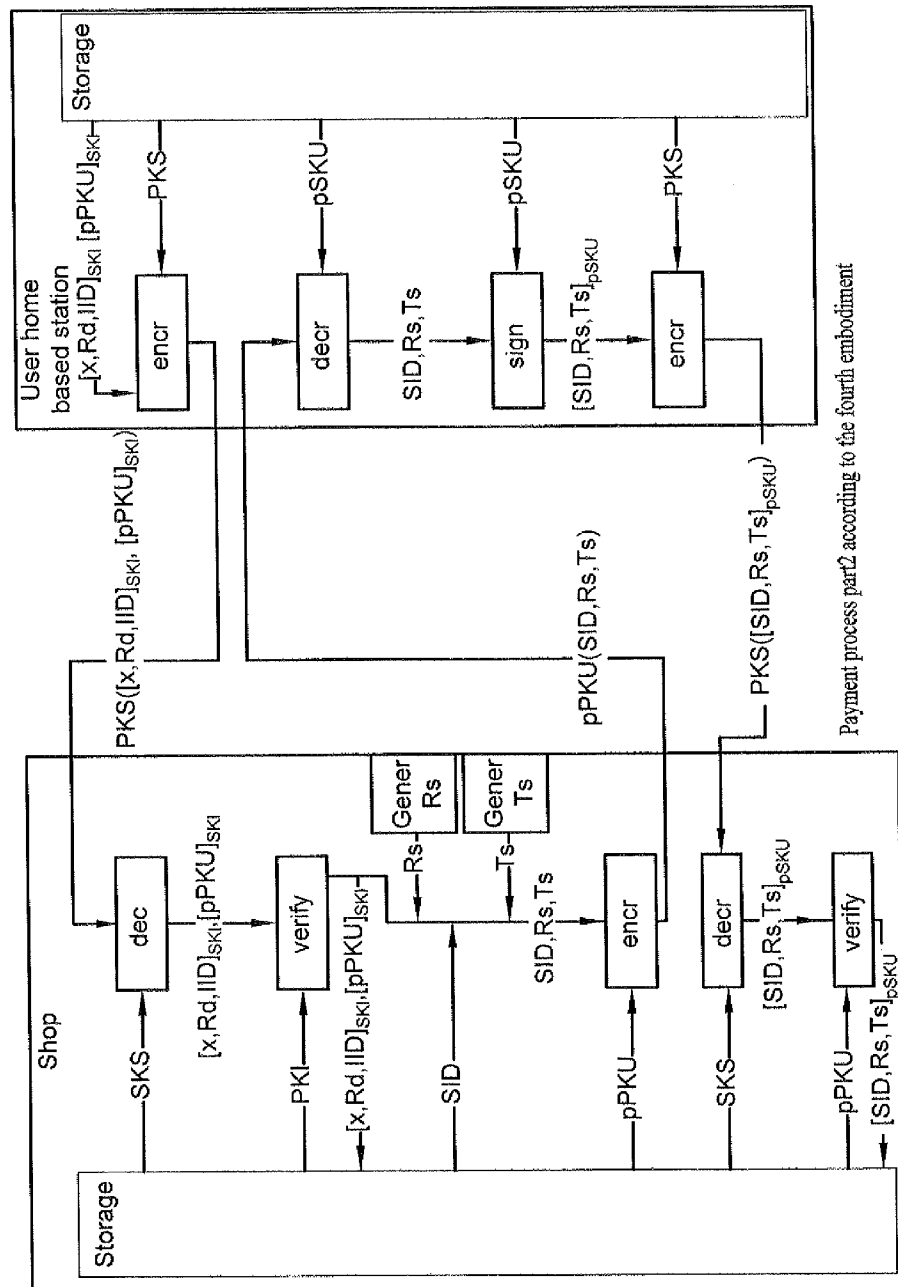 Shop
Storage
SKS
dec
[x,Rd,IID]SKI,[pPKU]SKI
PKI
verify
[x,Rd,IID]SKI,[pPKU]SKI
Gener
Rs
Rs
Gener
Ts
Ts
SID
SID,Rs,Ts
pPKU
encr
SKS
decr
[SID,Rs,Ts]pSKU
pPKU
verify
[SID,Rs,Ts]pSKU
PKS([x,Rd,IID]SKI, [pPKU]SKI)
pPKU(SID,Rs,Ts)
PKS([SID,Rs,Ts]pSKU)
User home
based station
[x,Rd,IID]SKI [pPKU]SKI
Storage
PKS
encr
pSKU
decr
SID,Rs,Ts
pSKU
sign
[SID,Rs,Ts]pSKU
PKS
encr
Payment process part2 according to the fourth embodiment